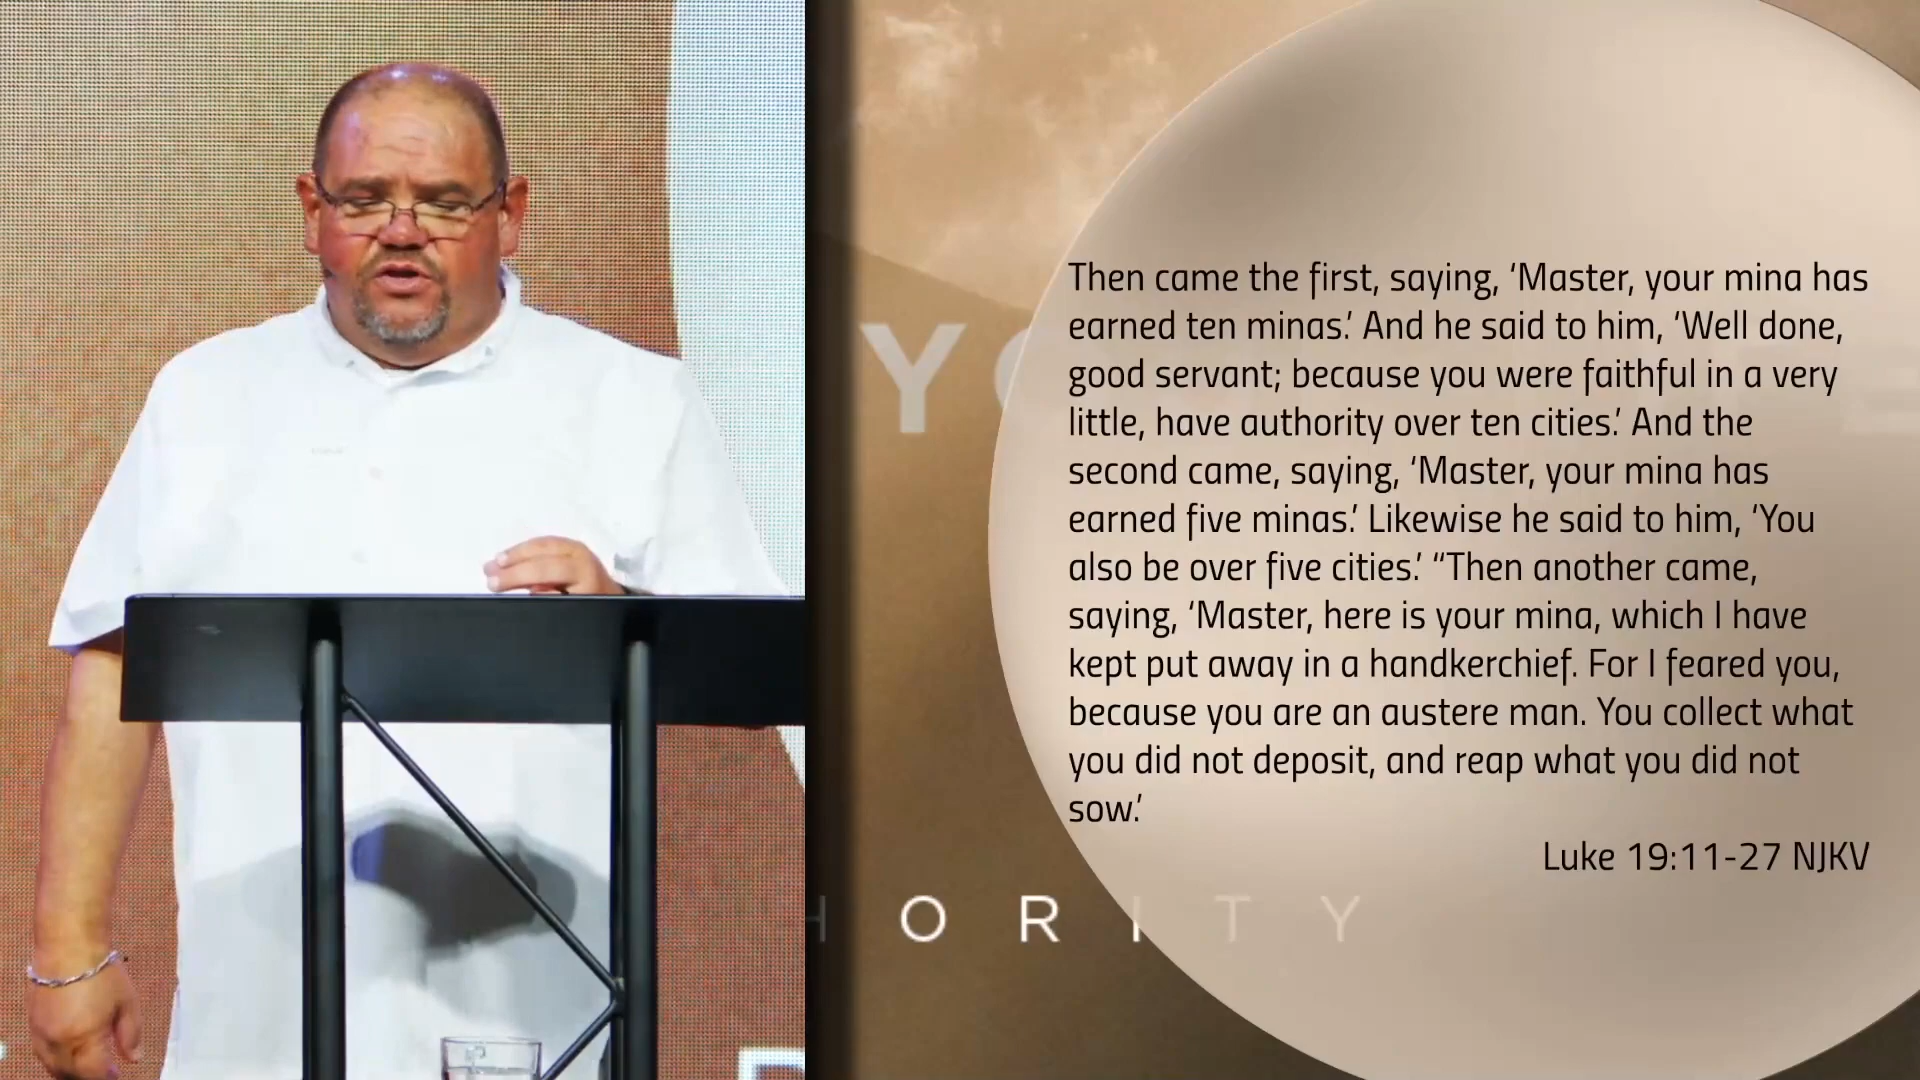 Then came the first, saying, ‘Master, your mina has
earned ten minas.’ And he said to him, ‘Well done,
good servant; because you were faithful in a very
little, have authority over ten cities.’ And the
second came, saying, ‘Master, your mina has
earned five minas.’ Likewise he said to him, ‘You
also be over five cities.’ “Then another came,
saying, ‘Master, here is your mina, which I have
kept put away in a handkerchief. For I feared you,
because you are an austere man. You collect what
you did not deposit, and reap what you did not
sow.’
Luke 19:11-27 NJKV
Y
HORITY